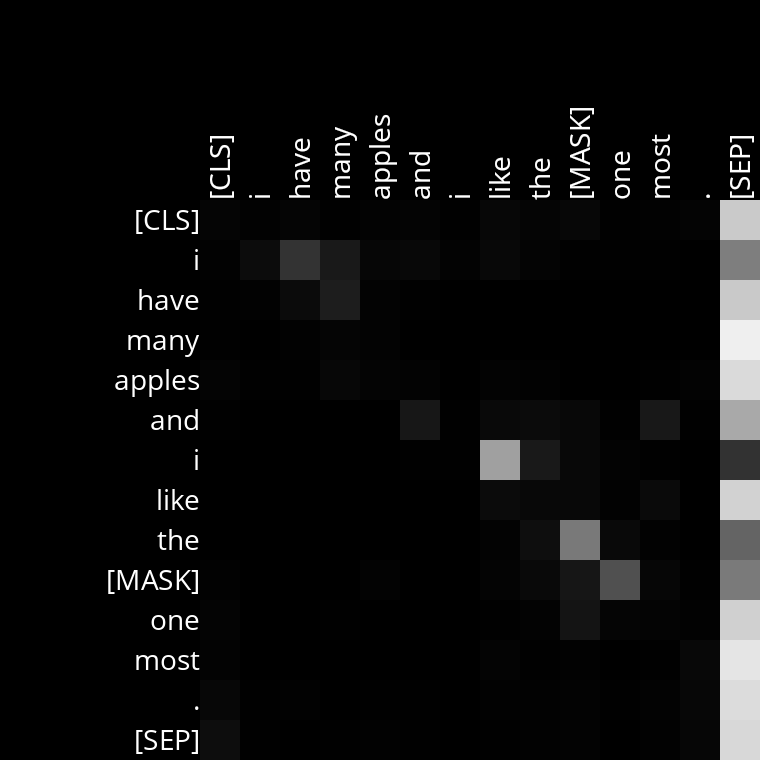 [CLS] i have many apples and i like the [MASK] one most . [SEP]
[CLS]
i
have
many
apples
and
i
like
the
[MASK]
one
most
.
[SEP]